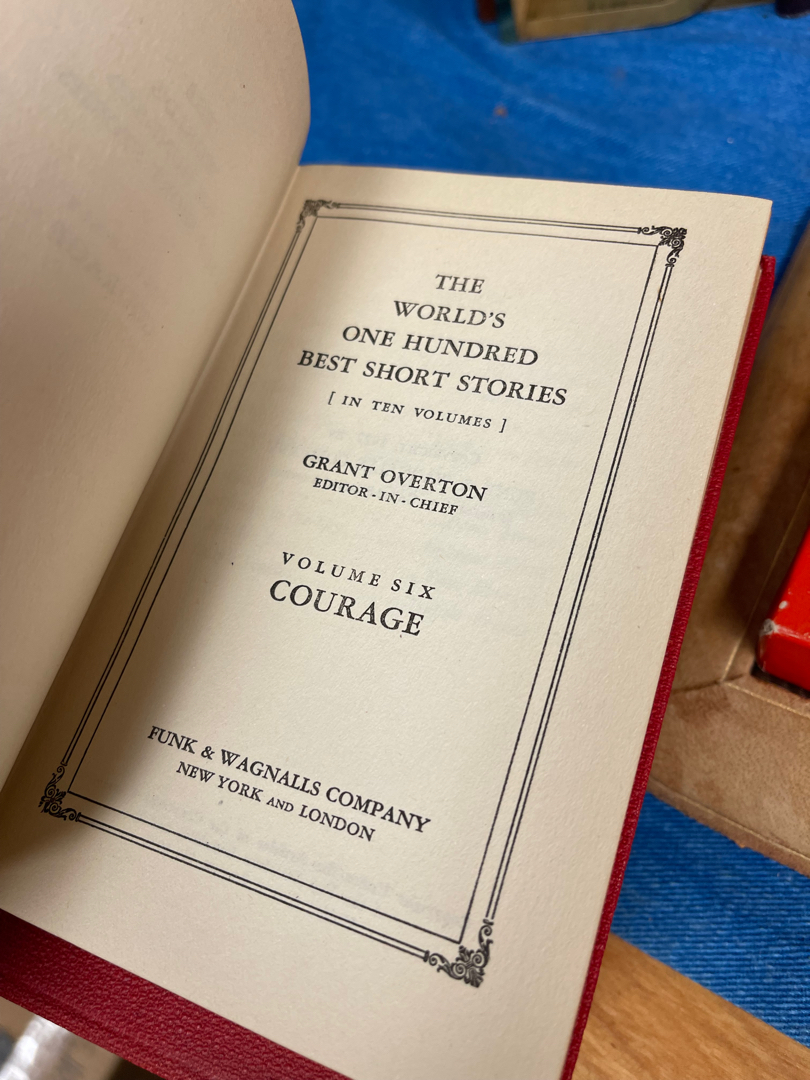 THE
WORLD'S
ONE HUNDRED
BEST SHORT STORIES
[ IN TEN VOLUMES ]
GRANT OVERTON
EDITOR-IN-CHIEF
VOLUME SIX
COURAGE
FUNK & WAGNALLS COMPANY
NEW YORK AND LONDON